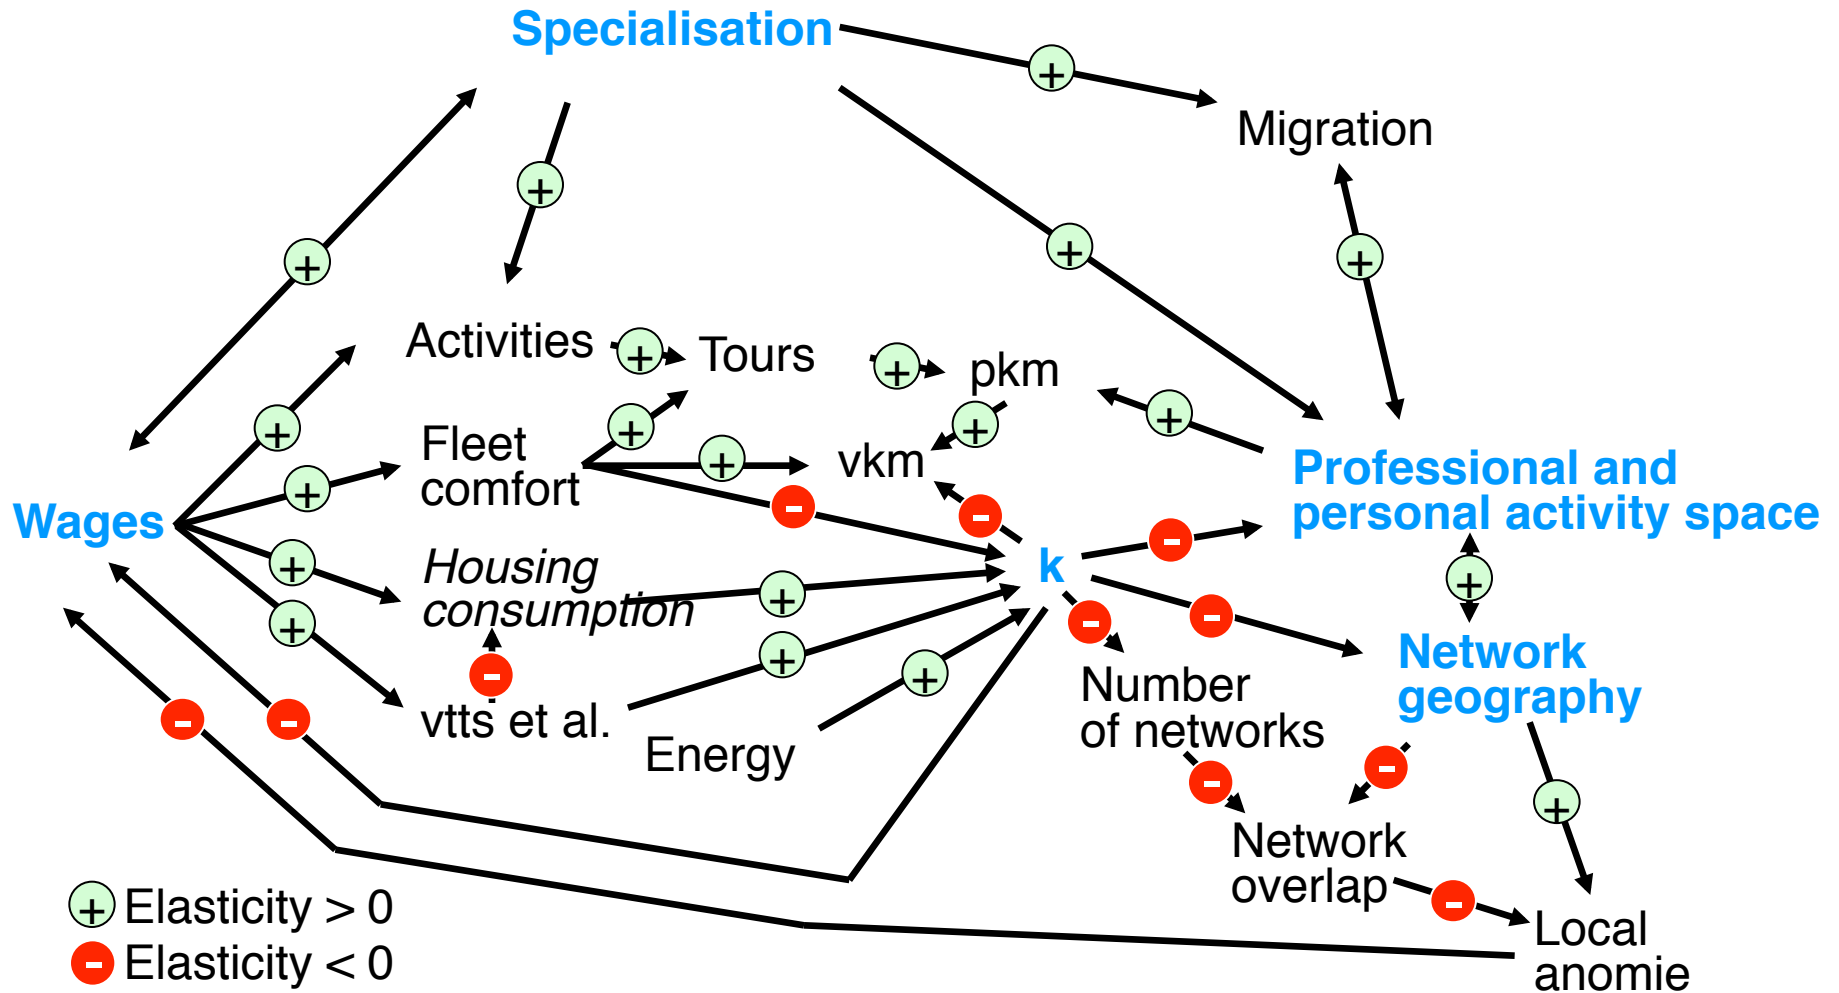 Specialisation
+
Migration
+
+
+
+
Activities
+
Tours
+
pkm
+
+
Fleet
comfort
+
+
+
vkm
+
-
-
Professional and
personal activity space
Wages
+
Housing
consumption
+
k
-
+
+
-
-
-
+
vtts et al.
+
Energy
+
Number
of networks
Network
geography
-
-
-
-
+
Network
overlap
-
Local
anomie
+ Elasticity > 0
- Elasticity < 0